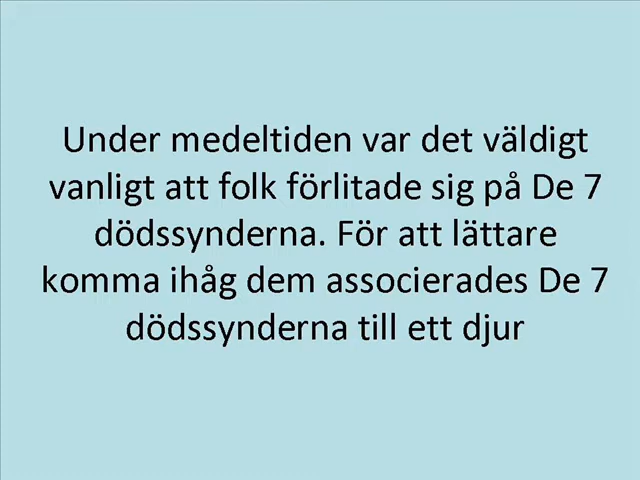 Under medeltiden var det väldigt
vanligt att folk förlitade sig på De 7
dödssynderna. För att lättare
komma ihåg dem associerades De 7
dödssynderna till ett djur